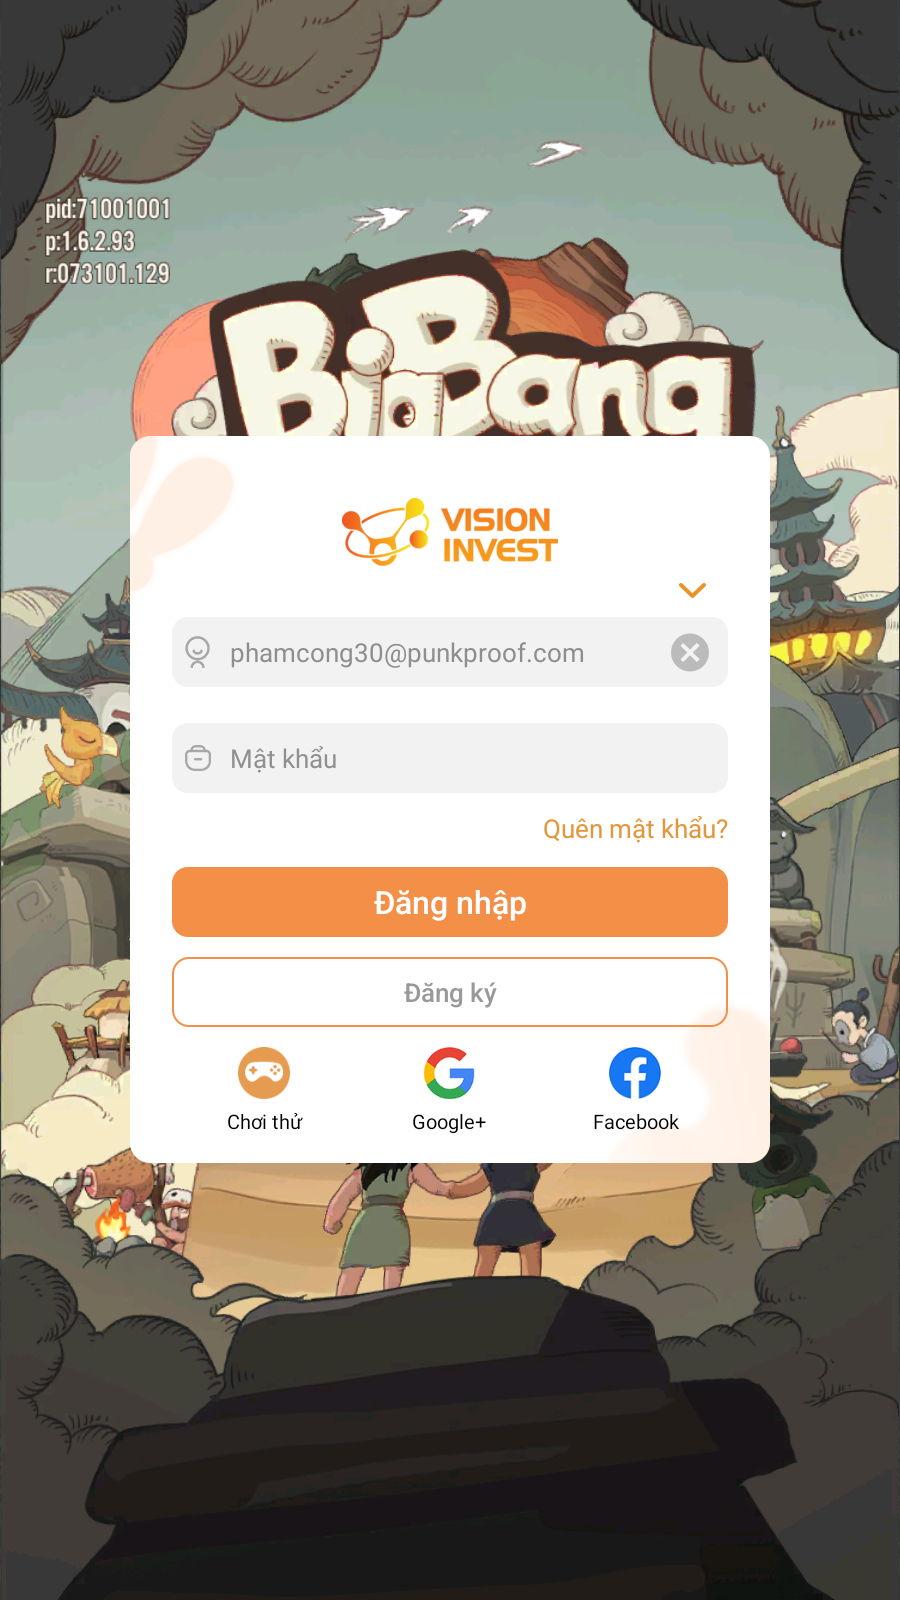 pid:71001001
p:1.6.2.93
r:073101.129
BigBang
VISION
INVEST
phamcong30@punkproof.com
Mật khẩu
Quên mật khẩu?
Đăng nhập
Đăng ký
Chơi thử
Google+
Facebook